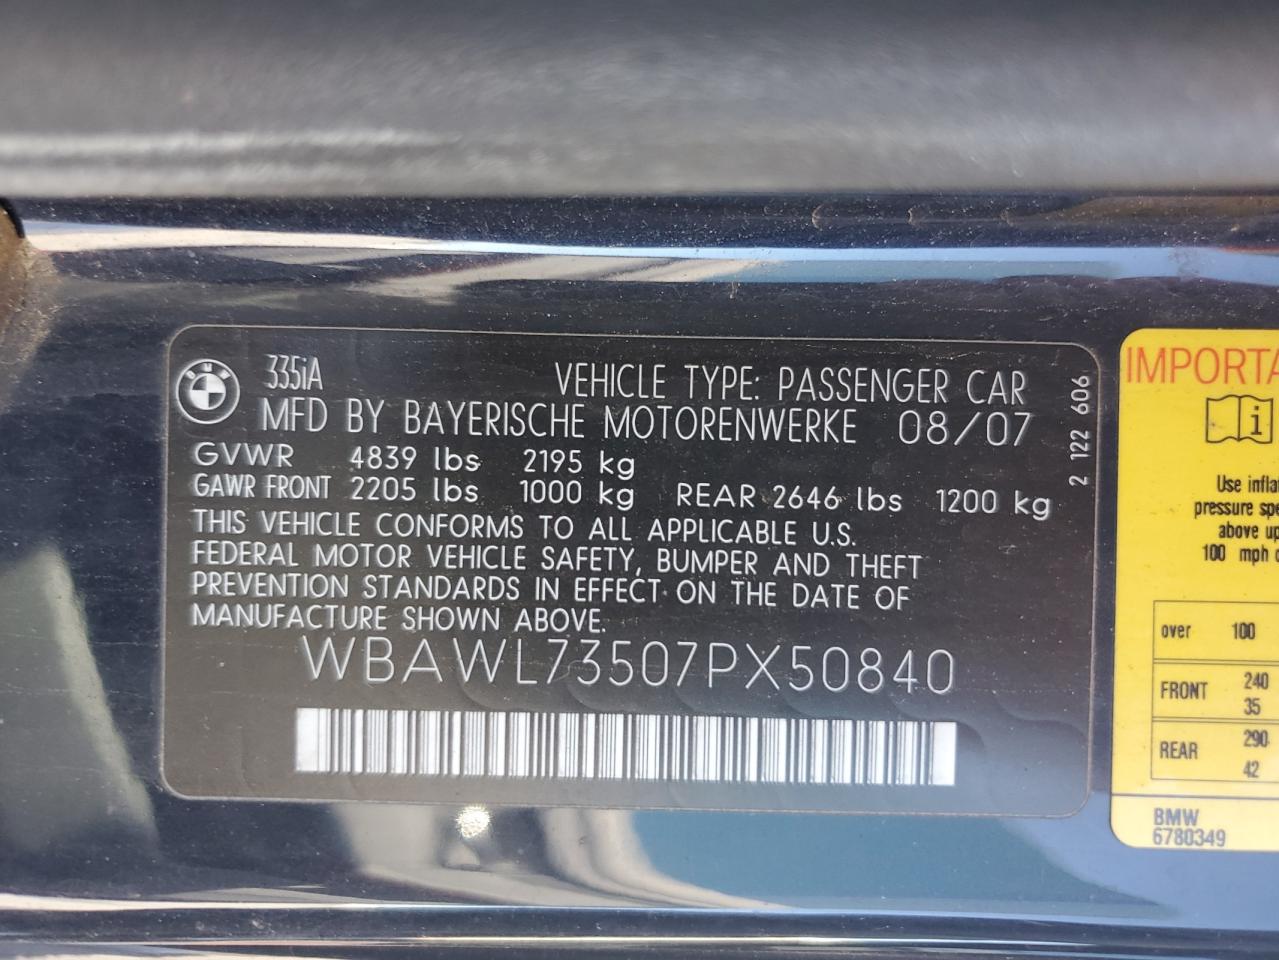 335iA
VEHICLE TYPE: PASSENGER CAR
MFD BY BAYERISCHE MOTORENWERKE 08/07
GVWR 4839 lbs 2195 kg
GAWR FRONT 2205 lbs 1000 kg REAR 2646 lbs 1200 kg
THIS VEHICLE CONFORMS TO ALL APPLICABLE U.S.
FEDERAL MOTOR VEHICLE SAFETY, BUMPER AND THEFT
PREVENTION STANDARDS IN EFFECT ON THE DATE OF
MANUFACTURE SHOWN ABOVE.
WBAWL73507PX50840
2 122 606
IMPORTA
i
Use infla
pressure spe
above up
100 mph
over 100
FRONT 240
35
REAR 290
42
BMW
6780349